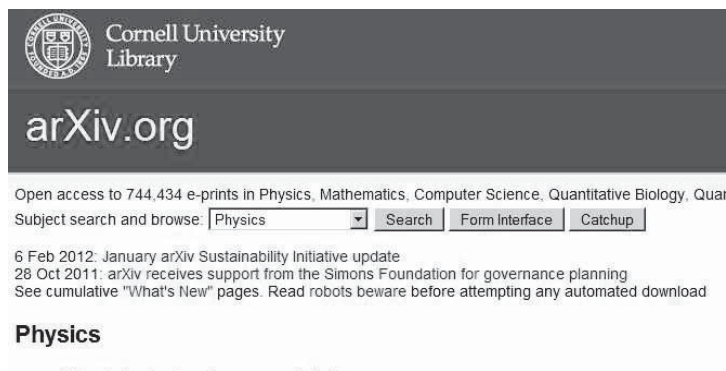 Cornell University
Library
arXiv.org
Open access to 744,434 e-prints in Physics, Mathematics, Computer Science, Quantitative Biology,
Subject search and browse: Physics Search Form Interface Catchup
6 Feb 2012: January arXiv Sustainability Initiative update
28 Oct 2011: arXiv receives support from the Simons Foundation for governance planning
See cumulative "What's New" pages. Read robots beware before attempting any automated download
Physics